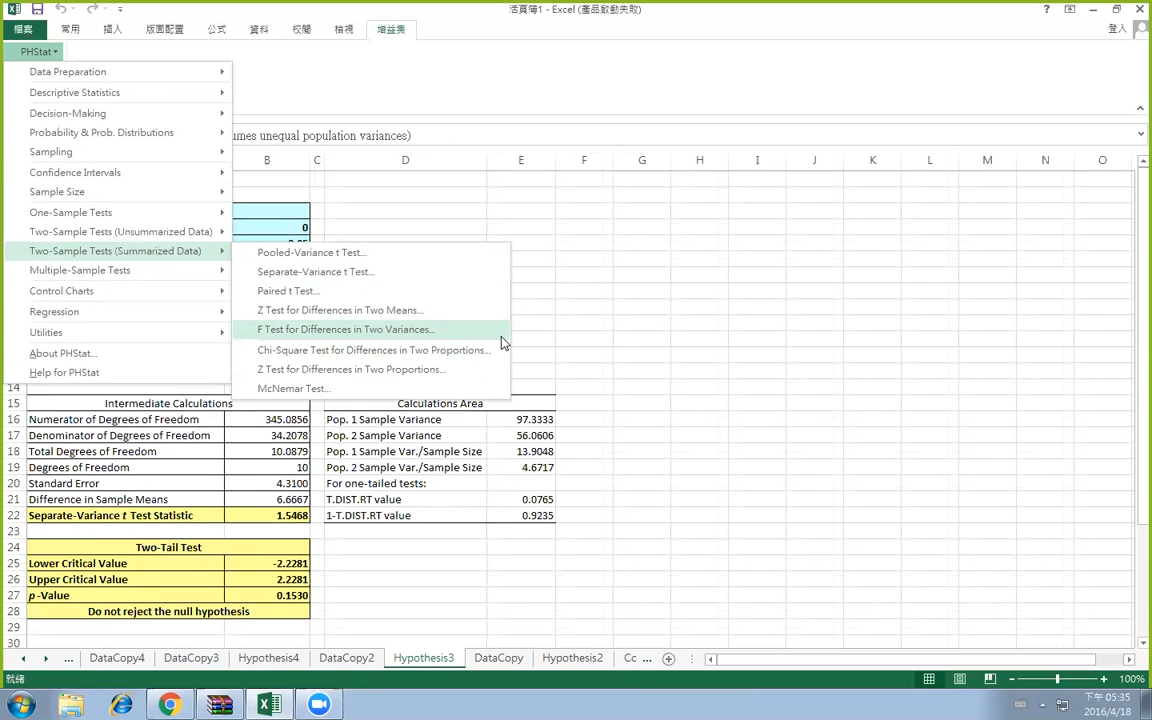 活頁簿1 - Excel (產品啟動失敗)
檔案 常用 插入 版面配置 公式 資料 校閱 檢視 增益集 登入
PHStat
Data Preparation
Descriptive Statistics
Decision-Making
Probability & Prob. Distributions
Sampling
Confidence Intervals
Sample Size
One-Sample Tests
Two-Sample Tests (Unsummarized Data)
Two-Sample Tests (Summarized Data)
Multiple-Sample Tests
Control Charts
Regression
Utilities
About PHStat...
Help for PHStat
Pooled-Variance t Test...
Separate-Variance t Test...
Paired t Test...
Z Test for Differences in Two Means...
F Test for Differences in Two Variances...
Chi-Square Test for Differences in Two Proportions...
Z Test for Differences in Two Proportions...
McNemar Test...
umes unequal population variances)
B C D E F G H I J K L M N O
0
14
15 Intermediate Calculations Calculations Area
16 Numerator of Degrees of Freedom 345.0856 Pop. 1 Sample Variance 97.3333
17 Denominator of Degrees of Freedom 34.2078 Pop. 2 Sample Variance 56.0606
18 Total Degrees of Freedom 10.0879 Pop. 1 Sample Var./Sample Size 13.9048
19 Degrees of Freedom 10 Pop. 2 Sample Var./Sample Size 4.6717
20 Standard Error 4.3100 For one-tailed tests:
21 Difference in Sample Means 6.6667 T.DIST.RT value 0.0765
22 Separate-Variance t Test Statistic 1.5468 1-T.DIST.RT value 0.9235
23
24 Two-Tail Test
25 Lower Critical Value -2.2281
26 Upper Critical Value 2.2281
27 p -Value 0.1530
28 Do not reject the null hypothesis
29
30
... DataCopy4 DataCopy3 Hypothesis4 DataCopy2 Hypothesis3 DataCopy Hypothesis2 Cc ...
就緒 100%
下午 05:35
2016/4/18